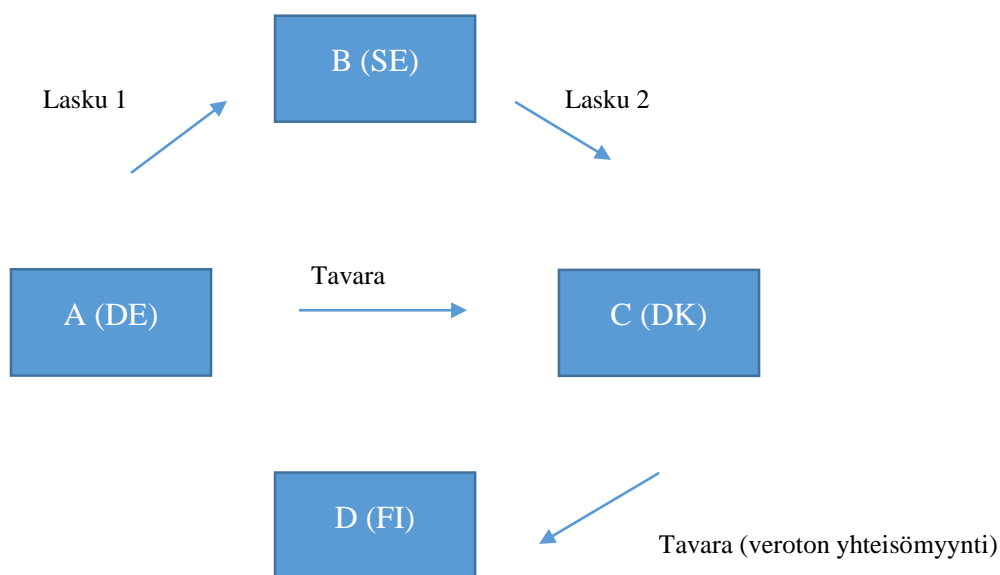 B (SE)
Lasku 1
Lasku 2
Tavara
A (DE)
C (DK)
D (FI)
Tavara (veroton yhteisömyynti)